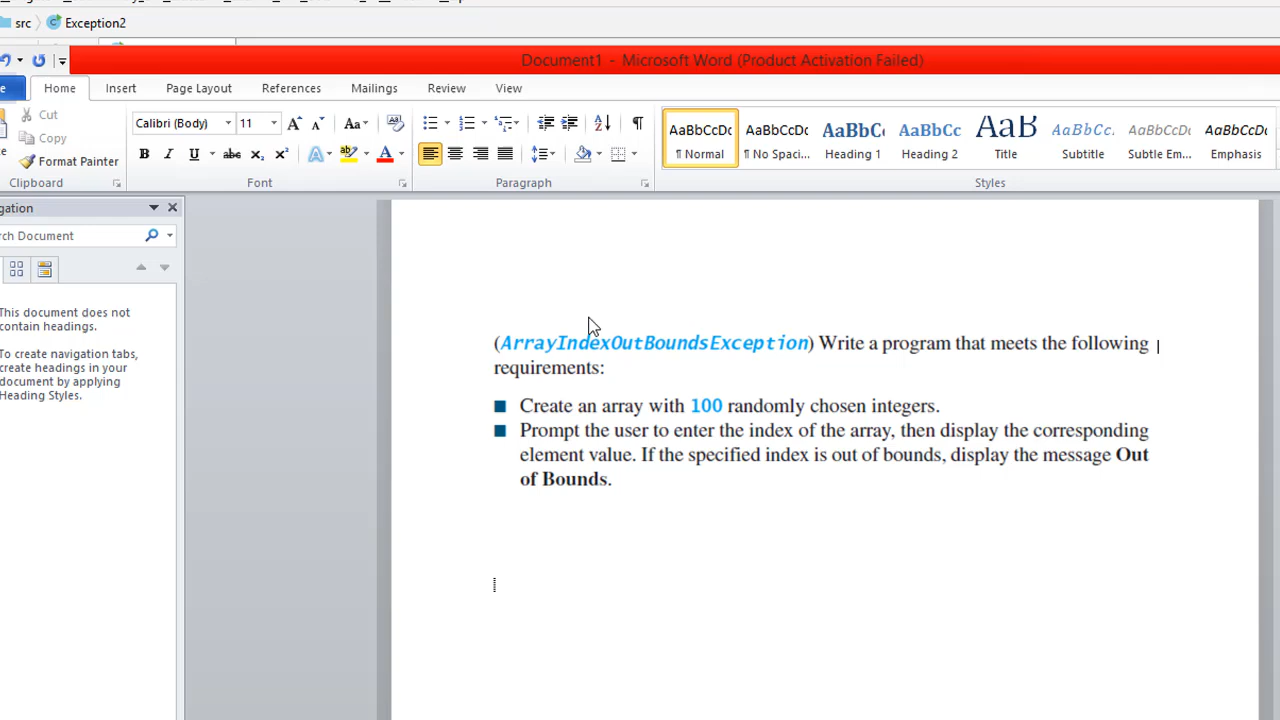 src Exception2
Document1 - Microsoft Word (Product Activation Failed)
Home Insert Page Layout References Mailings Review View
Cut
Copy
Format Painter
Clipboard
Calibri (Body) 11
Font
Paragraph
AaBbCcDc AaBbCcDc AaBbC AaBbCc AaB AaBbCc. AaBbCcDc AaBbCcDc
¶ Normal ¶ No Spaci... Heading 1 Heading 2 Title Subtitle Subtle Em... Emphasis
Styles
gation
rch Document
This document does not
contain headings.
To create navigation tabs,
create headings in your
document by applying
Heading Styles.
(ArrayIndexOutBoundsException) Write a program that meets the following
requirements:
Create an array with 100 randomly chosen integers.
Prompt the user to enter the index of the array, then display the corresponding
element value. If the specified index is out of bounds, display the message Out
of Bounds.